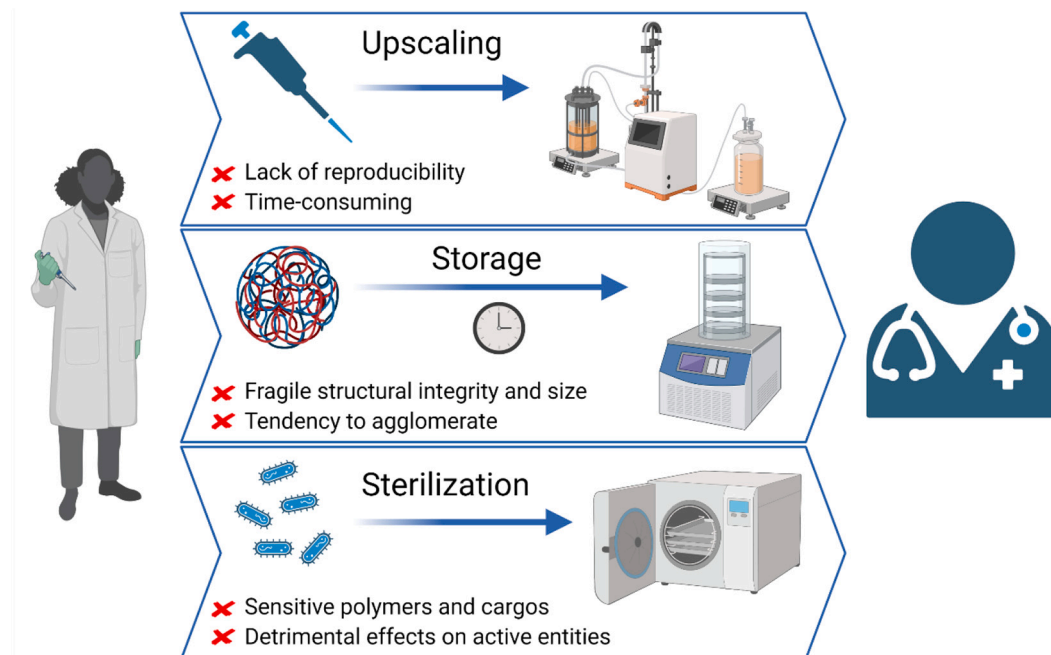 Upscaling
Lack of reproducibility
Time-consuming
Storage
Fragile structural integrity and size
Tendency to agglomerate
Sterilization
Sensitive polymers and cargos
Detrimental effects on active entities